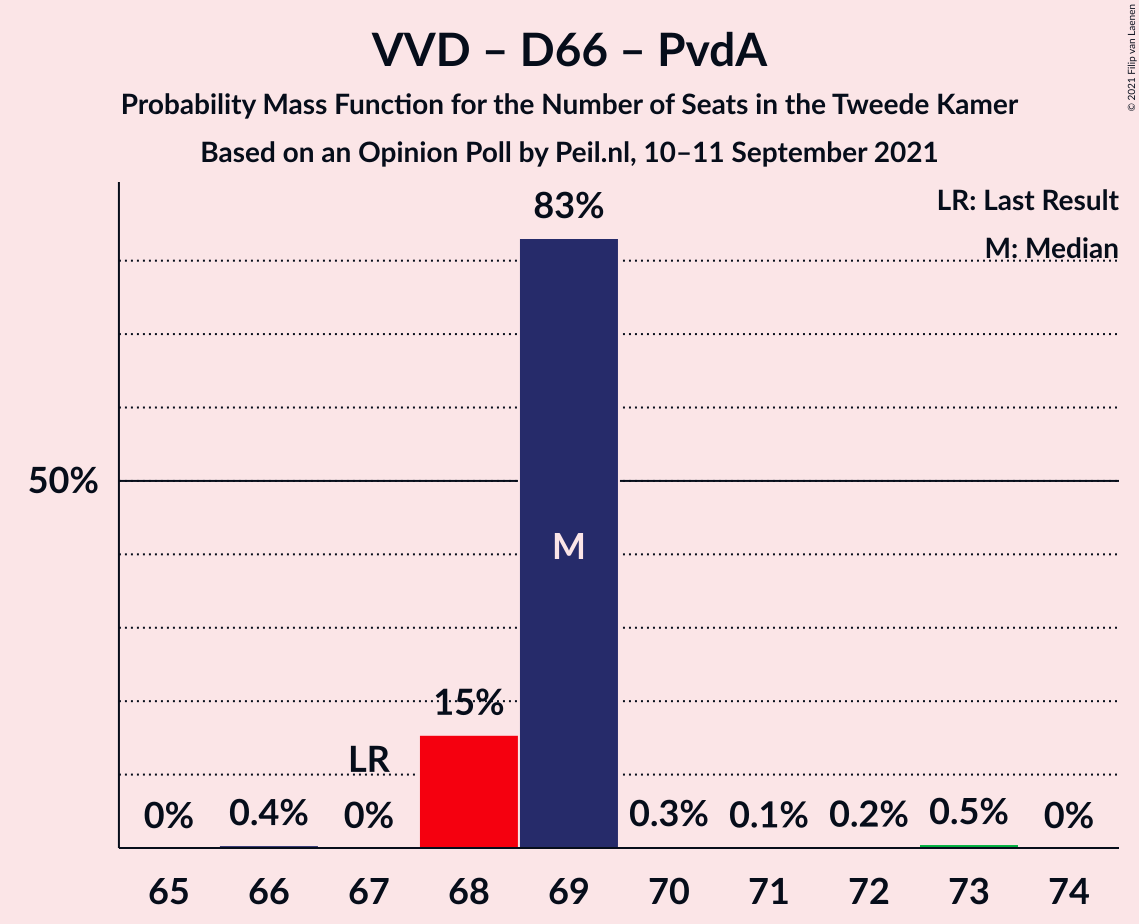 VVD – D66 – PvdA
Probability Mass Function for the Number of Seats in the Tweede Kamer
Based on an Opinion Poll by Peil.nl, 10–11 September 2021
© 2021 Filip van Laenen
LR: Last Result
M: Median
83%
50%
M
15%
LR
0% 0.4% 0% 0.3% 0.1% 0.2% 0.5% 0%
65 66 67 68 69 70 71 72 73 74